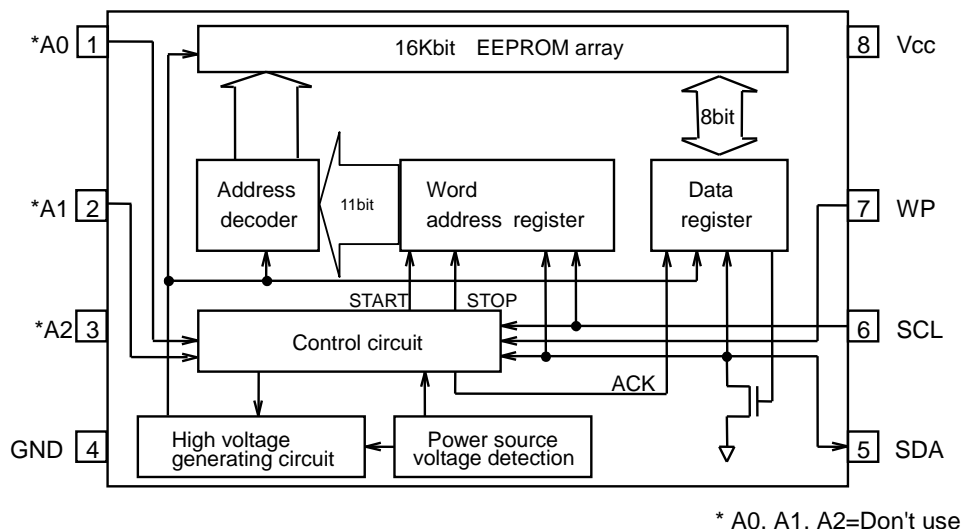 *A0 1
16Kbit EEPROM array
8 Vcc
8bit
Address
decoder
11bit
Word
address register
Data
register
*A1 2
7 WP
START
STOP
*A2 3
Control circuit
6 SCL
ACK
GND 4
High voltage
generating circuit
Power source
voltage detection
5 SDA
* A0, A1, A2=Don't use